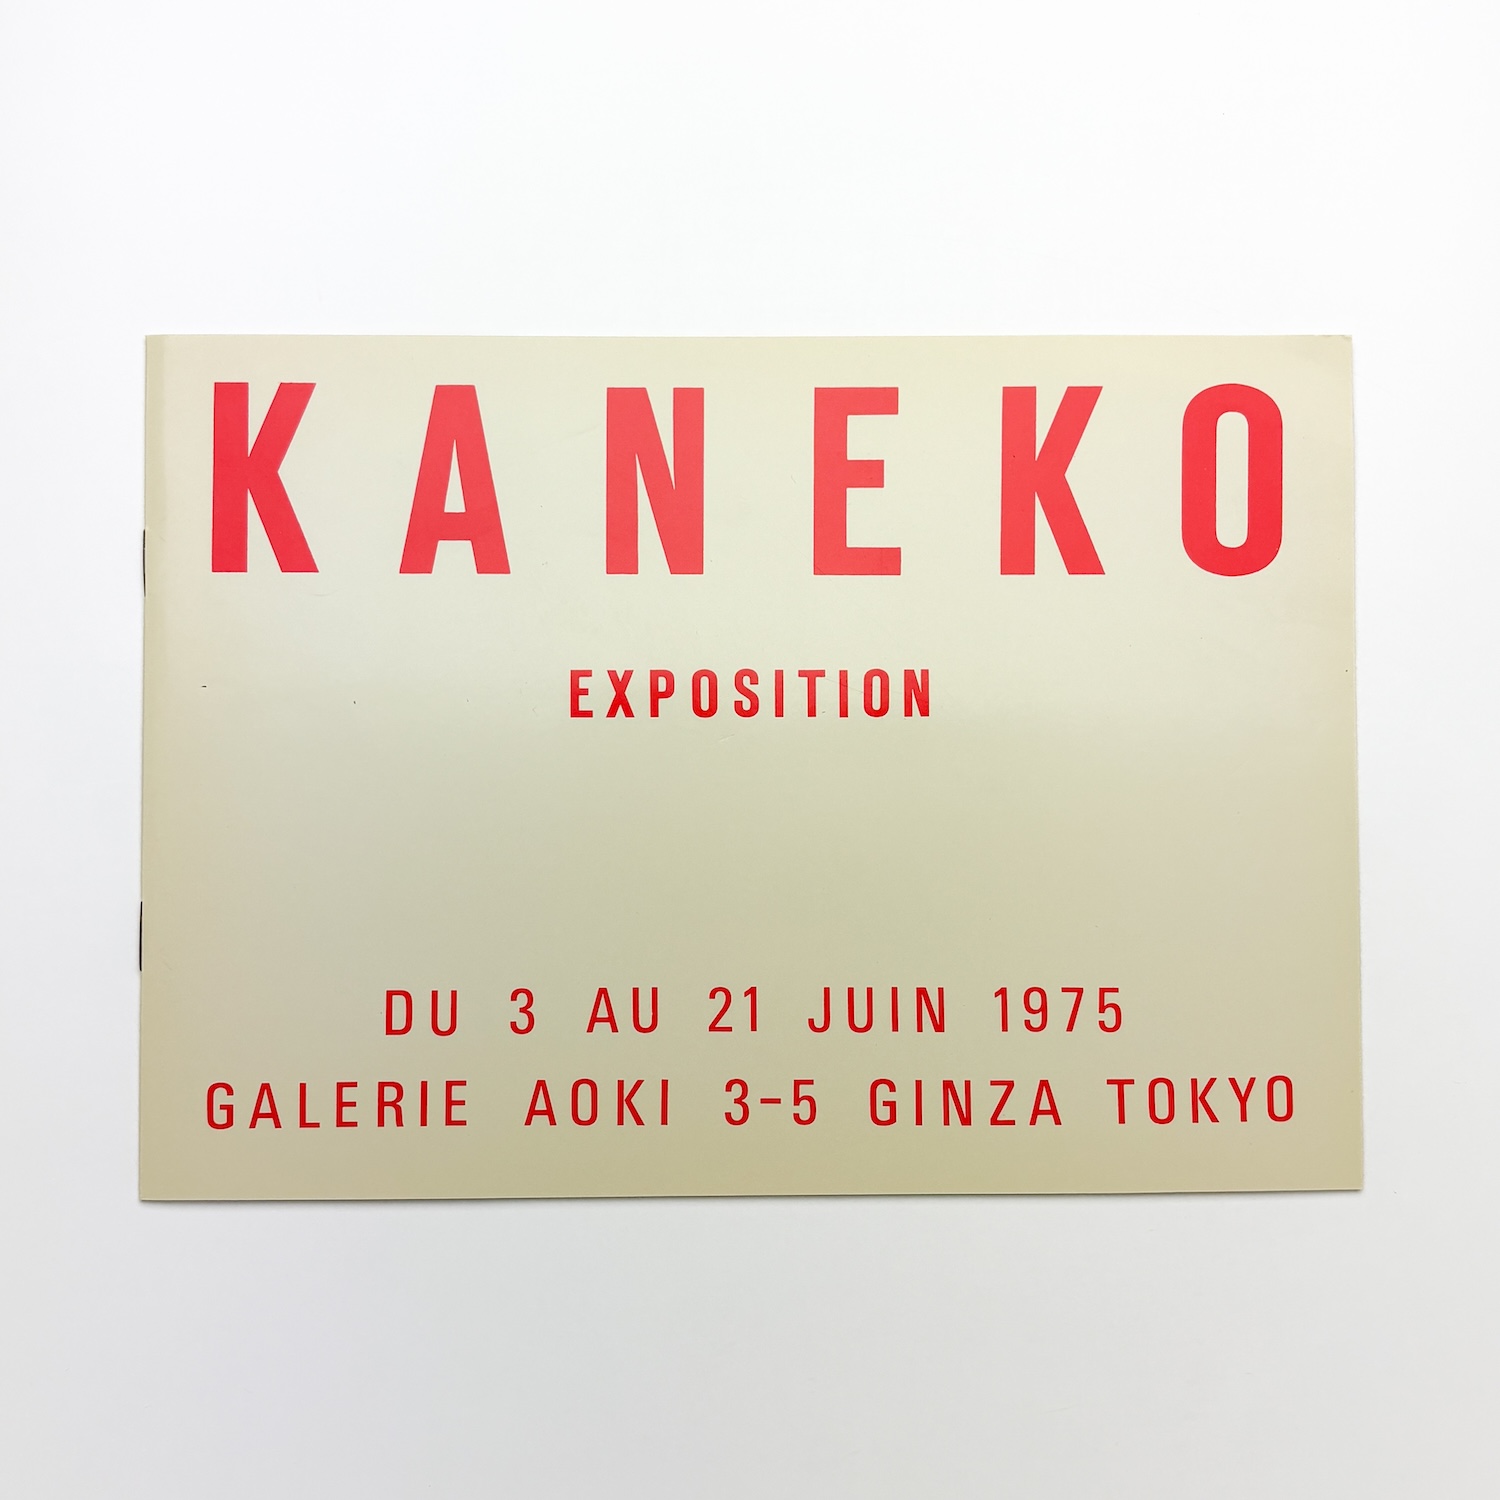 KANEKO
EXPOSITION
DU 3 AU 21 JUIN 1975
GALERIE AOKI 3-5 GINZA TOKYO